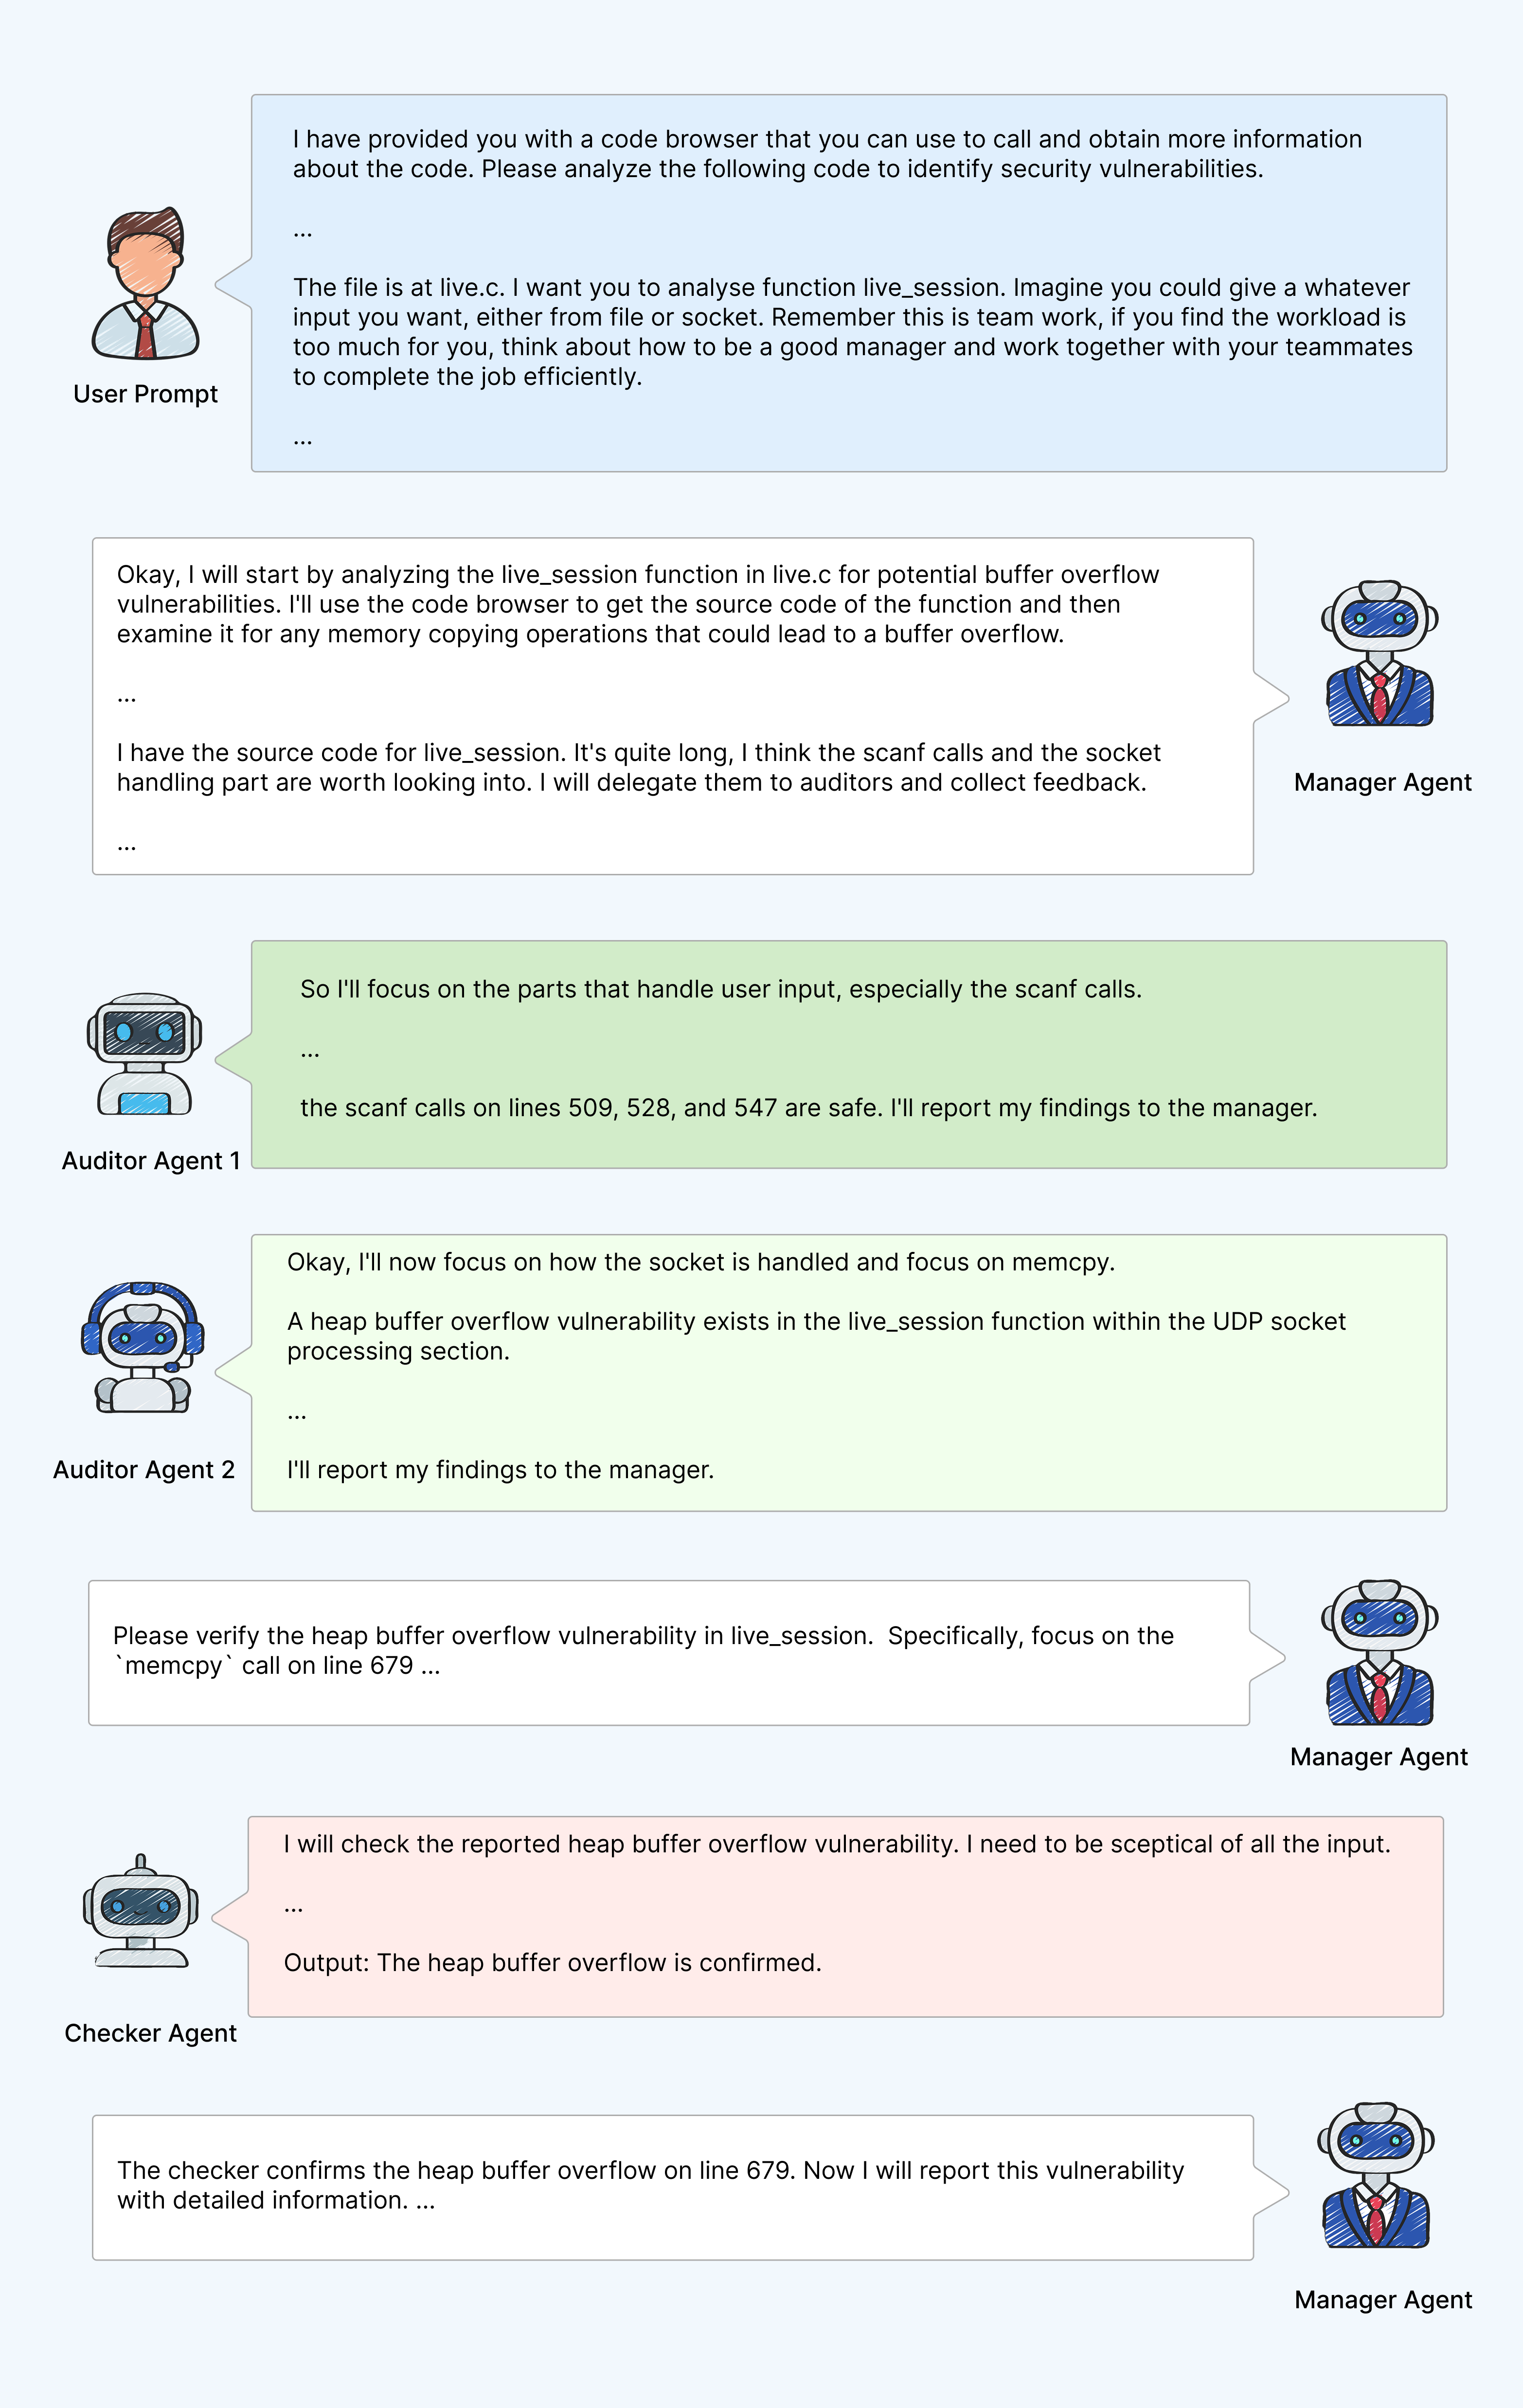 I have provided you with a code browser that you can use to call and obtain more information
about the code. Please analyze the following code to identify security vulnerabilities.
...
The file is at live.c. I want you to analyse function live_session. Imagine you could give a whatever
input you want, either from file or socket. Remember this is team work, if you find the workload is
too much for you, think about how to be a good manager and work together with your teammates
to complete the job efficiently.
...
User Prompt
Okay, I will start by analyzing the live_session function in live.c for potential buffer overflow
vulnerabilities. I'll use the code browser to get the source code of the function and then
examine it for any memory copying operations that could lead to a buffer overflow.
...
I have the source code for live_session. It's quite long, I think the scanf calls and the socket
handling part are worth looking into. I will delegate them to auditors and collect feedback.
...
Manager Agent
So I'll focus on the parts that handle user input, especially the scanf calls.
...
the scanf calls on lines 509, 528, and 547 are safe. I'll report my findings to the manager.
Auditor Agent 1
Okay, I'll now focus on how the socket is handled and focus on memcpy.
A heap buffer overflow vulnerability exists in the live_session function within the UDP socket
processing section.
...
I'll report my findings to the manager.
Auditor Agent 2
Please verify the heap buffer overflow vulnerability in live_session.  Specifically, focus on the
`memcpy` call on line 679 ...
Manager Agent
I will check the reported heap buffer overflow vulnerability. I need to be sceptical of all the input.
...
Output: The heap buffer overflow is confirmed.
Checker Agent
The checker confirms the heap buffer overflow on line 679. Now I will report this vulnerability
with detailed information. ...
Manager Agent